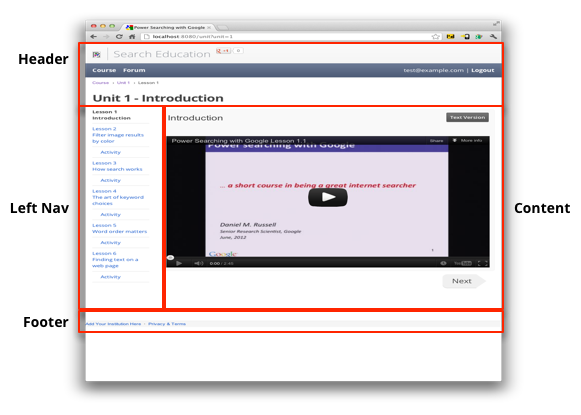 Power Searching with Google
localhost:8080/unit?unit=1
Header
Search Education
+1
0
Course Forum
test@example.com | Logout
Course › Unit 1 › Lesson 1
Unit 1 - Introduction
Lesson 1
Introduction
Lesson 2
Filter image results
by color
Activity
Lesson 3
How search works
Activity
Lesson 4
The art of keyword
choices
Activity
Lesson 5
Word order matters
Activity
Lesson 6
Finding text on a
web page
Activity
Left Nav
Introduction
Text Version
Power Searching with Google Lesson 1.1
Share
More info
Power searching with Google
... a short course in being a great internet searcher
Daniel M. Russell
Senior Research Scientist, Google
June, 2012
Google
0:00 / 2:46
YouTube
Next
Content
Footer
Add Your Institution Here - Privacy & Terms